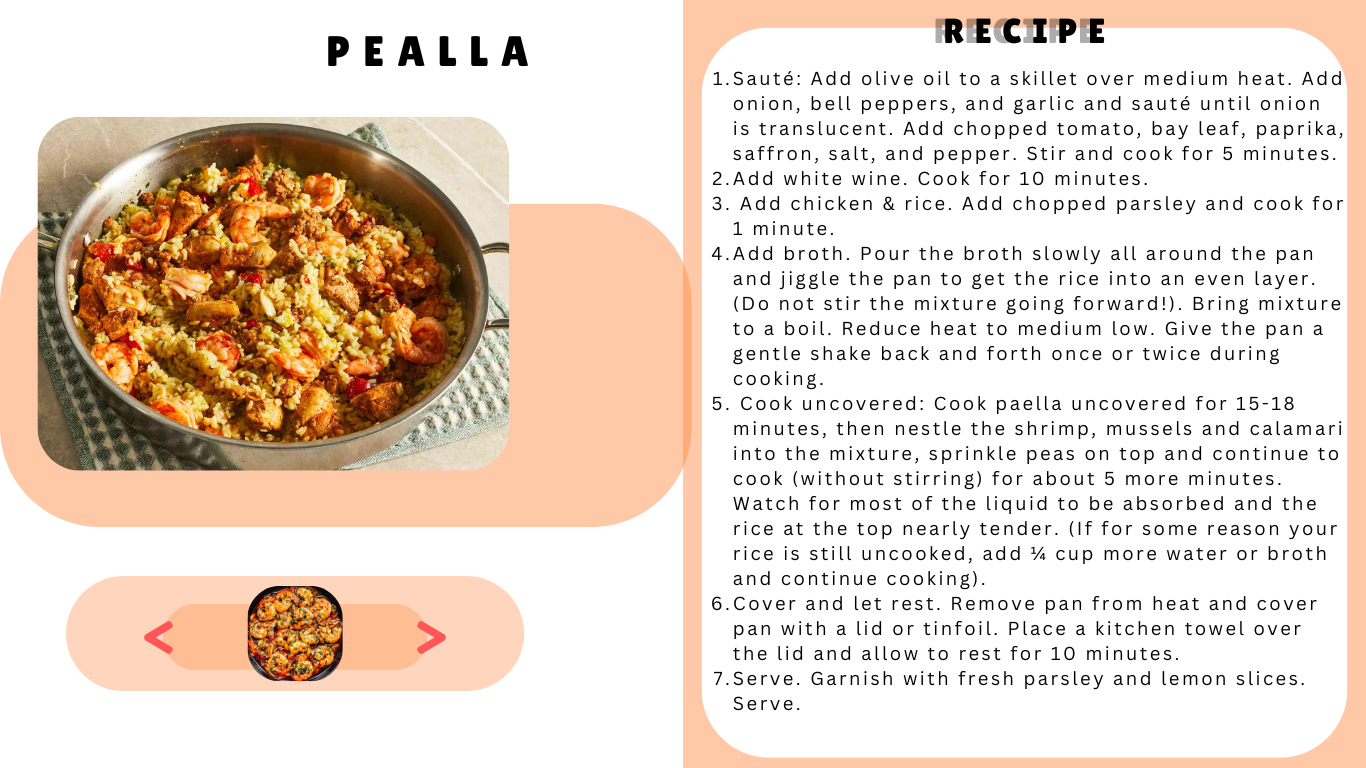 PEALLA
RECIPE
1.Sauté: Add olive oil to a skillet over medium heat. Add
onion, bell peppers, and garlic and sauté until onion
is translucent. Add chopped tomato, bay leaf, paprika,
saffron, salt, and pepper. Stir and cook for 5 minutes.
2.Add white wine. Cook for 10 minutes.
3. Add chicken & rice. Add chopped parsley and cook for
1 minute.
4.Add broth. Pour the broth slowly all around the pan
and jiggle the pan to get the rice into an even layer.
(Do not stir the mixture going forward!). Bring mixture
to a boil. Reduce heat to medium low. Give the pan a
gentle shake back and forth once or twice during
cooking.
5. Cook uncovered: Cook paella uncovered for 15-18
minutes, then nestle the shrimp, mussels and calamari
into the mixture, sprinkle peas on top and continue to
cook (without stirring) for about 5 more minutes.
Watch for most of the liquid to be absorbed and the
rice at the top nearly tender. (If for some reason your
rice is still uncooked, add ¼ cup more water or broth
and continue cooking).
6.Cover and let rest. Remove pan from heat and cover
pan with a lid or tinfoil. Place a kitchen towel over
the lid and allow to rest for 10 minutes.
7.Serve. Garnish with fresh parsley and lemon slices.
Serve.
< >